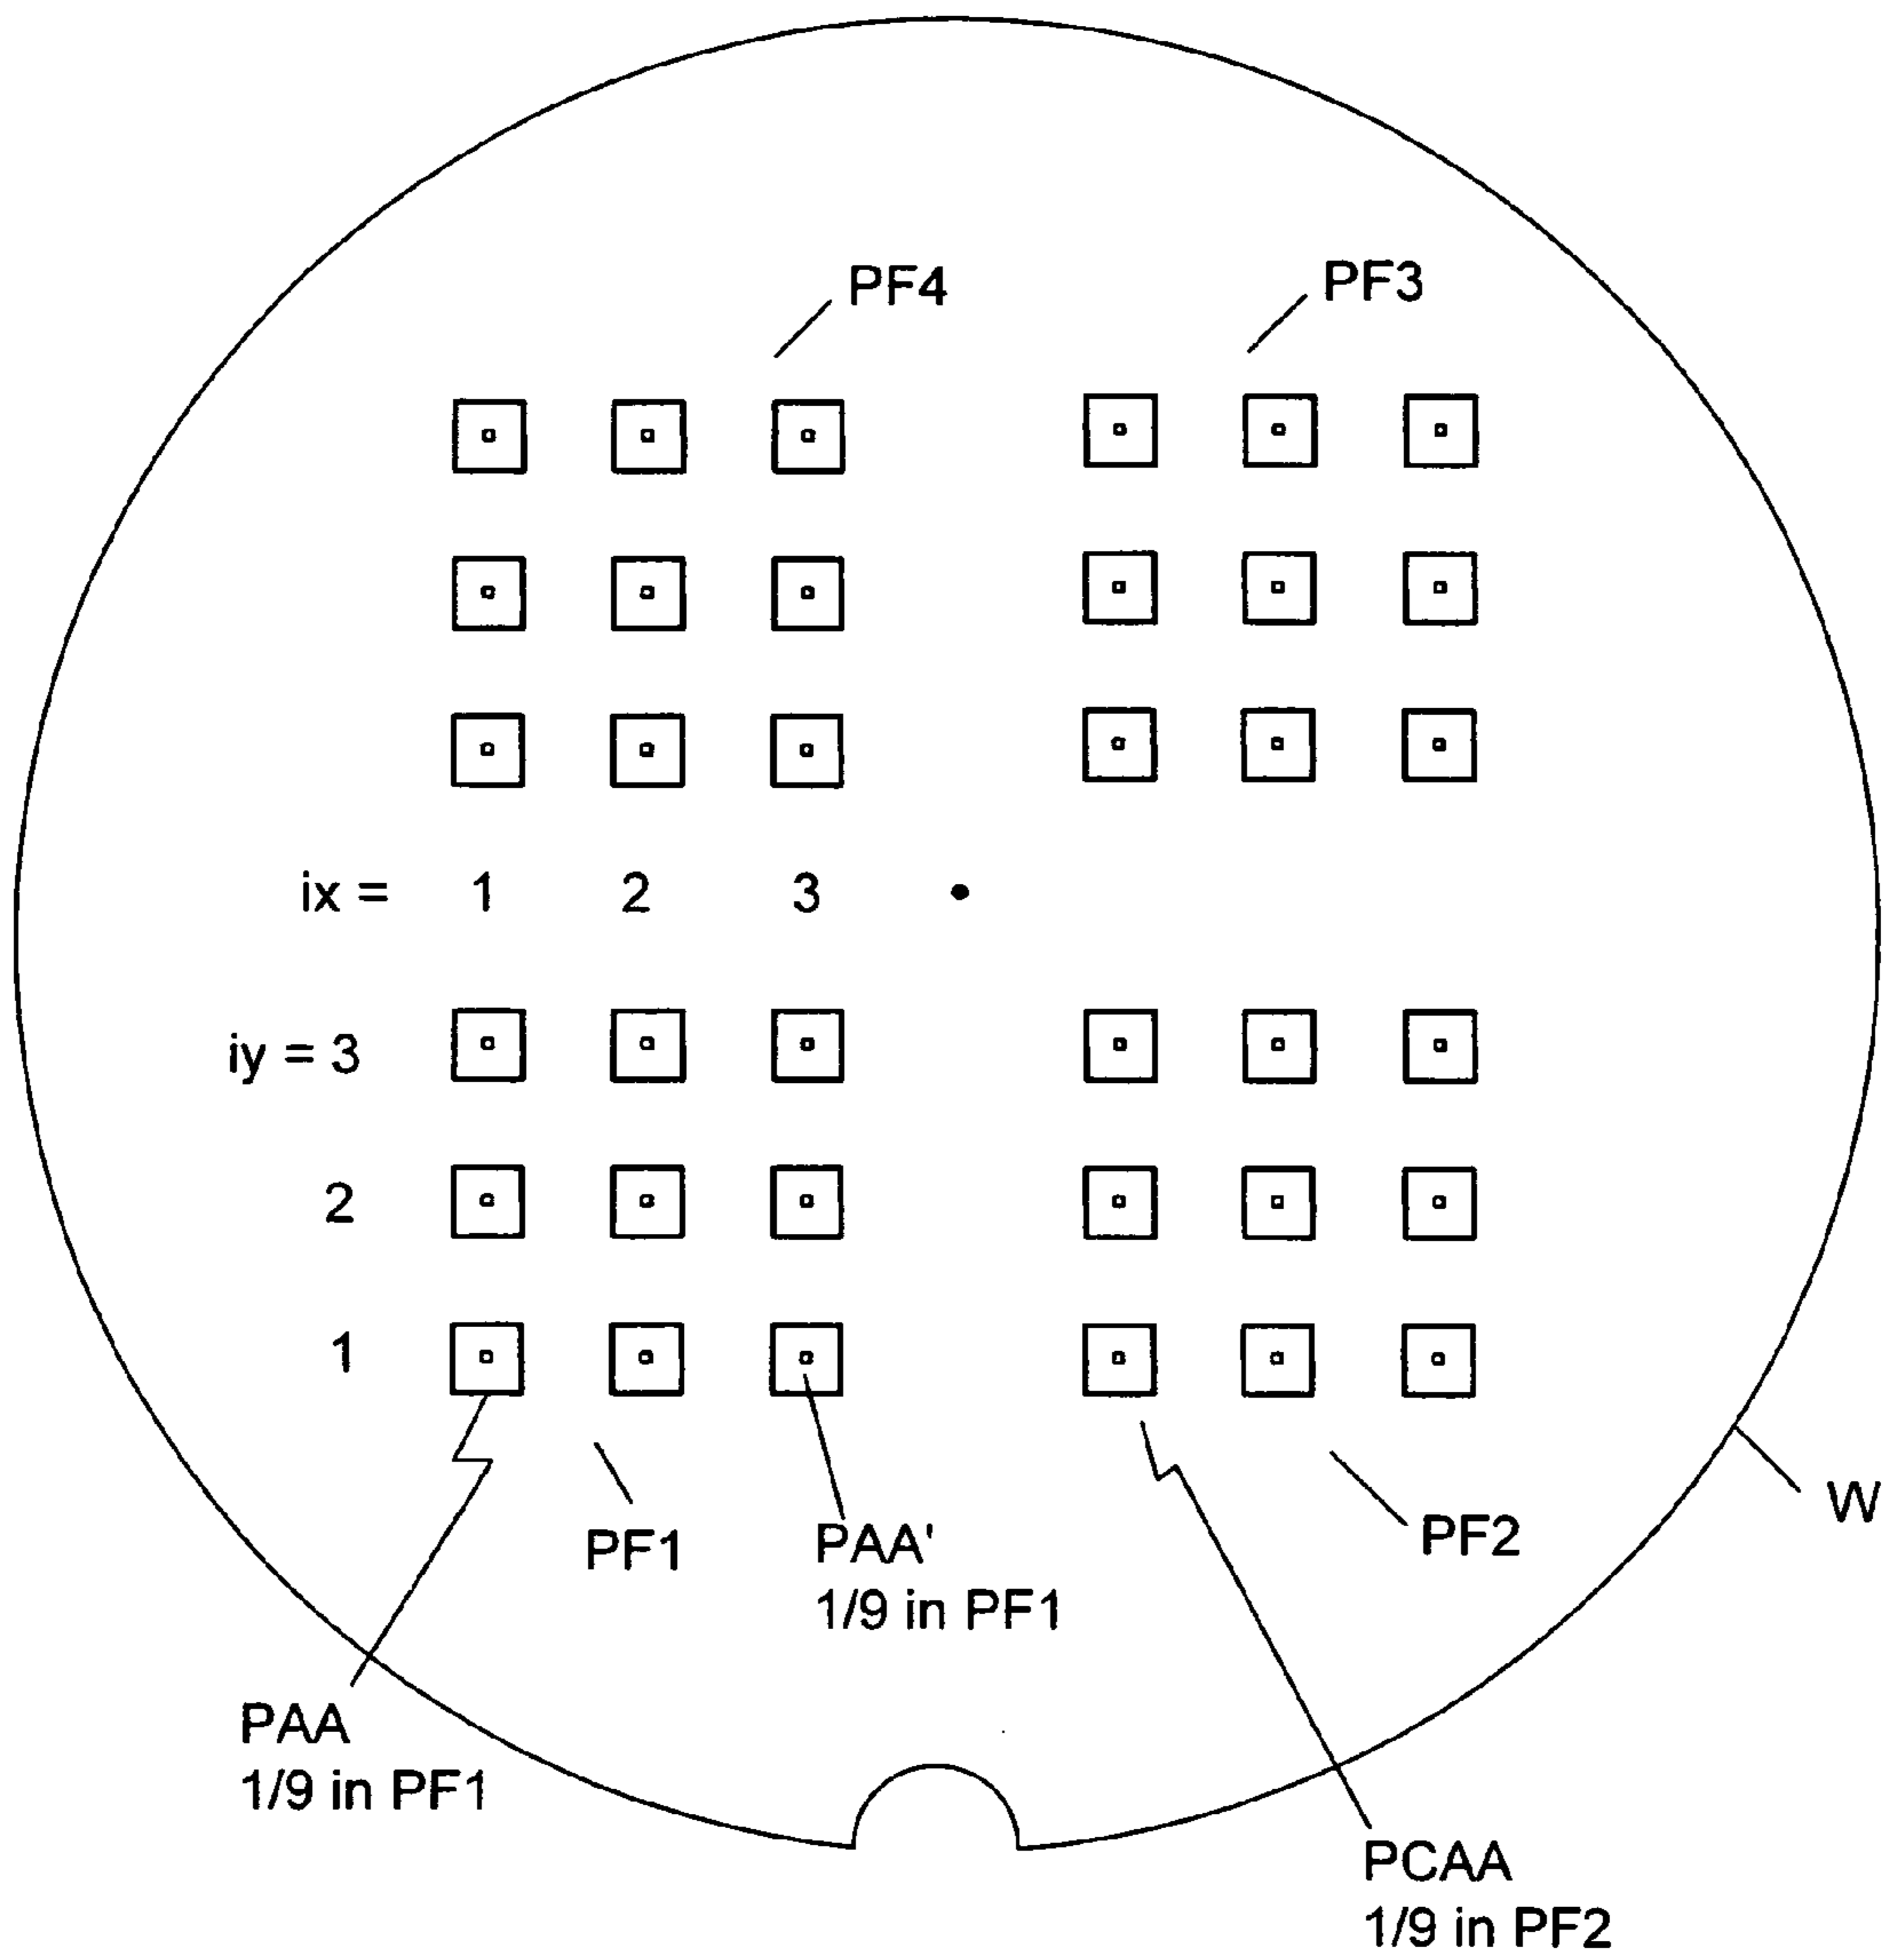 PF4 PF3
ix = 1 2 3
iy = 3
2
1
PF1
PAA'
1/9 in PF1
PF2
W
PAA
1/9 in PF1
PCAA
1/9 in PF2